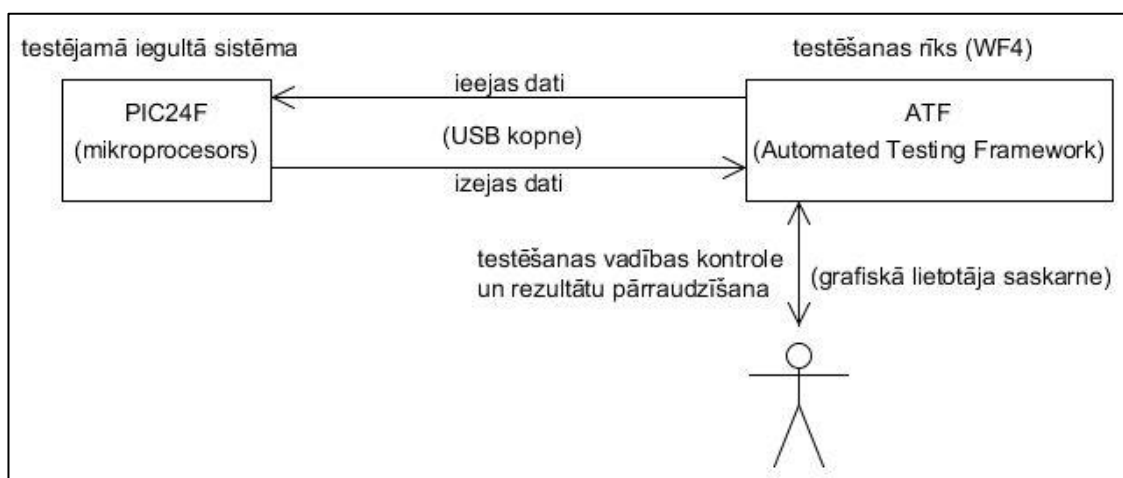 testējamā iegultā sistēma
testēšanas rīks (WF4)
PIC24F
(mikroprocesors)
ieejas dati
(USB kopne)
izejas dati
ATF
(Automated Testing Framework)
testēšanas vadības kontrole
un rezultātu pārraudzīšana
(grafiskā lietotāja saskarne)